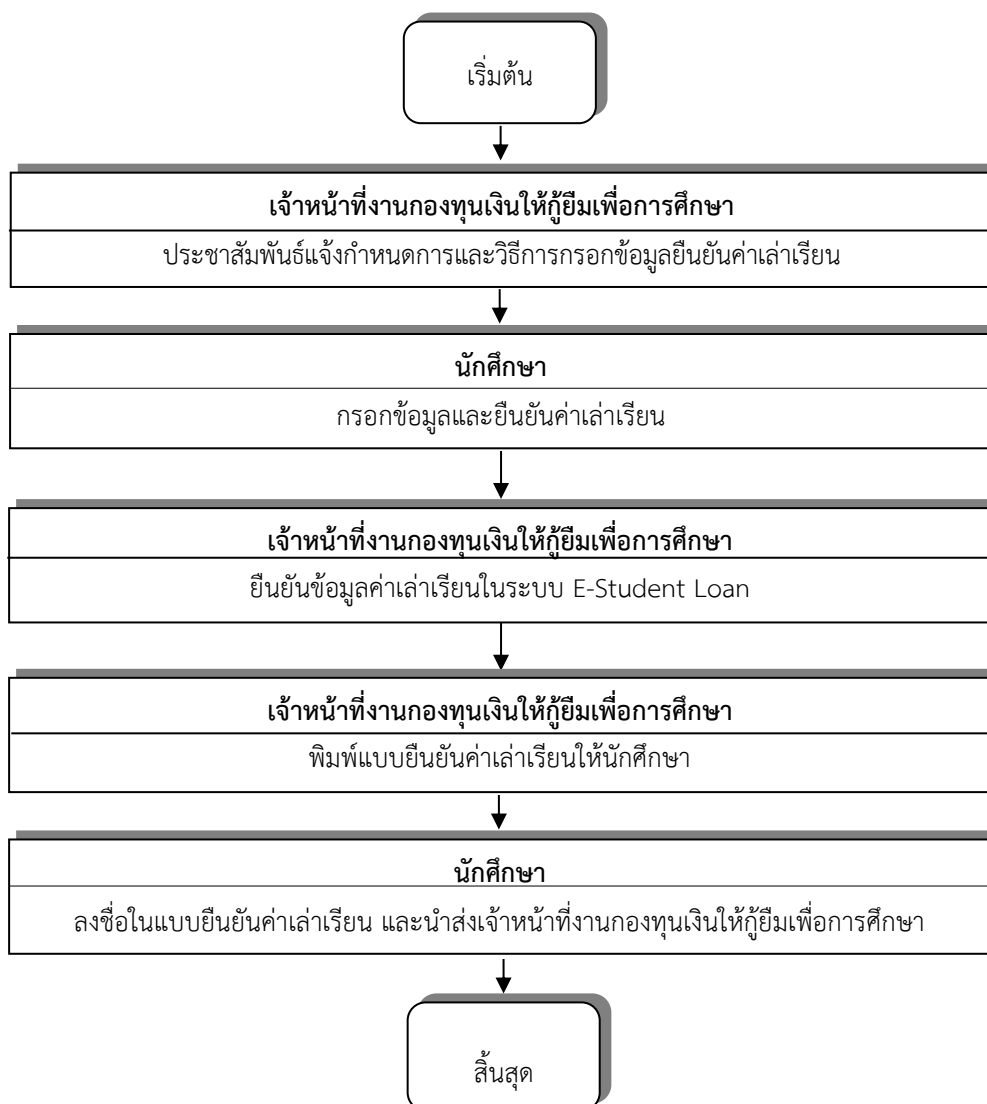 เริ่มต้น
เจ้าหน้าที่งานกองทุนเงินให้กู้ยืมเพื่อการศึกษา
ประชาสัมพันธ์แจ้งกำหนดการและวิธีการกรอกข้อมูลยืนยันค่าเล่าเรียน
นักศึกษา
กรอกข้อมูลและยืนยันค่าเล่าเรียน
เจ้าหน้าที่งานกองทุนเงินให้กู้ยืมเพื่อการศึกษา
ยืนยันข้อมูลค่าเล่าเรียนในระบบ E-Student Loan
เจ้าหน้าที่งานกองทุนเงินให้กู้ยืมเพื่อการศึกษา
พิมพ์แบบยืนยันค่าเล่าเรียนให้นักศึกษา
นักศึกษา
ลงชื่อในแบบยืนยันค่าเล่าเรียน และนำส่งเจ้าหน้าที่งานกองทุนเงินให้กู้ยืมเพื่อการศึกษา
สิ้นสุด